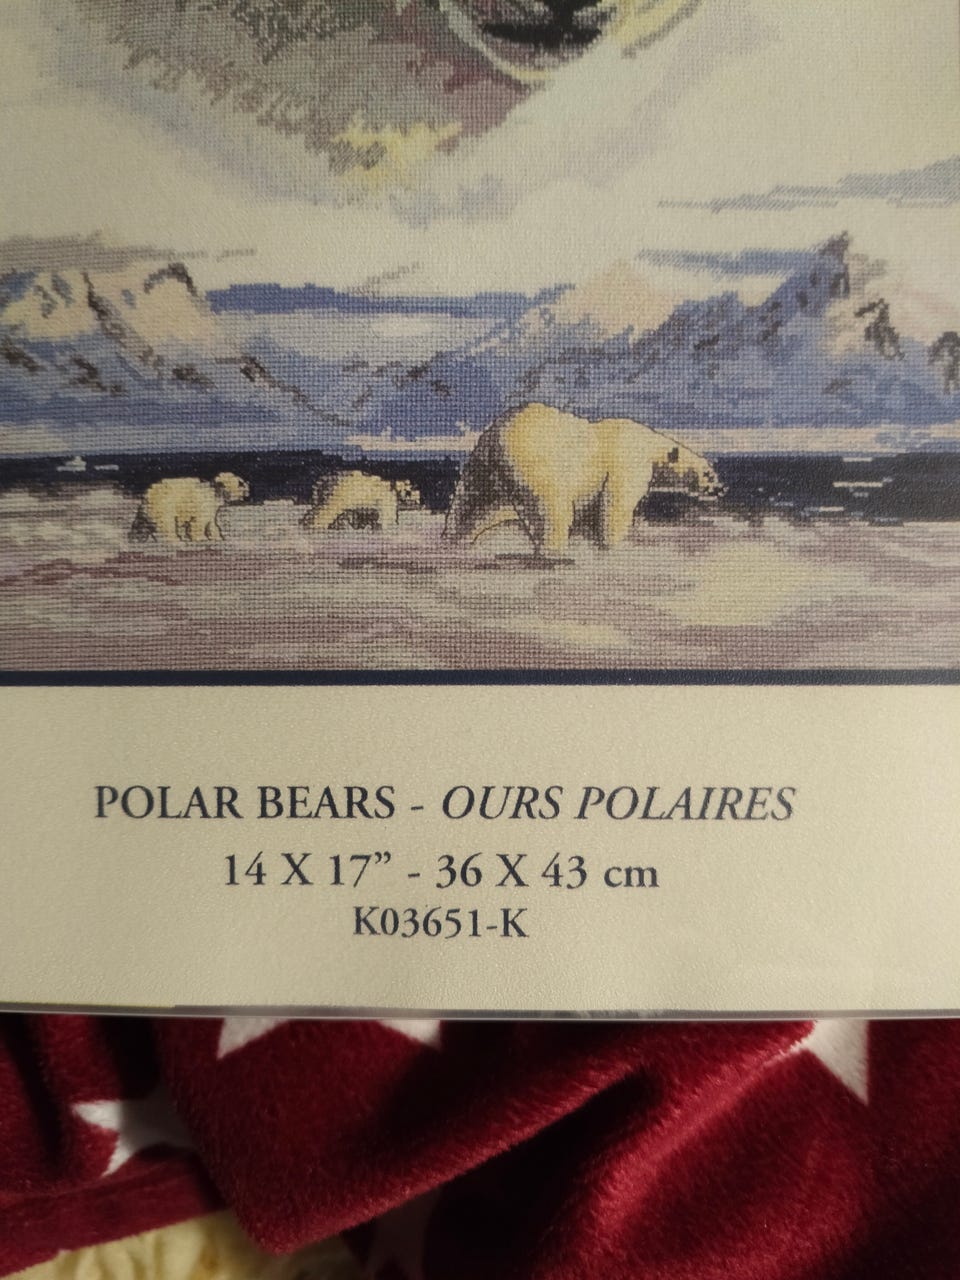 POLAR BEARS - OURS POLAIRES
14 X 17” - 36 X 43 cm
K03651-K